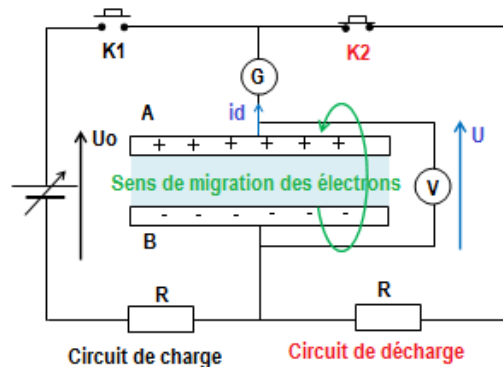 K1
K2
G
A
id
Uo
U
+ + + + + +
Sens de migration des électrons
V
- - - - - -
B
R
R
Circuit de charge
Circuit de décharge